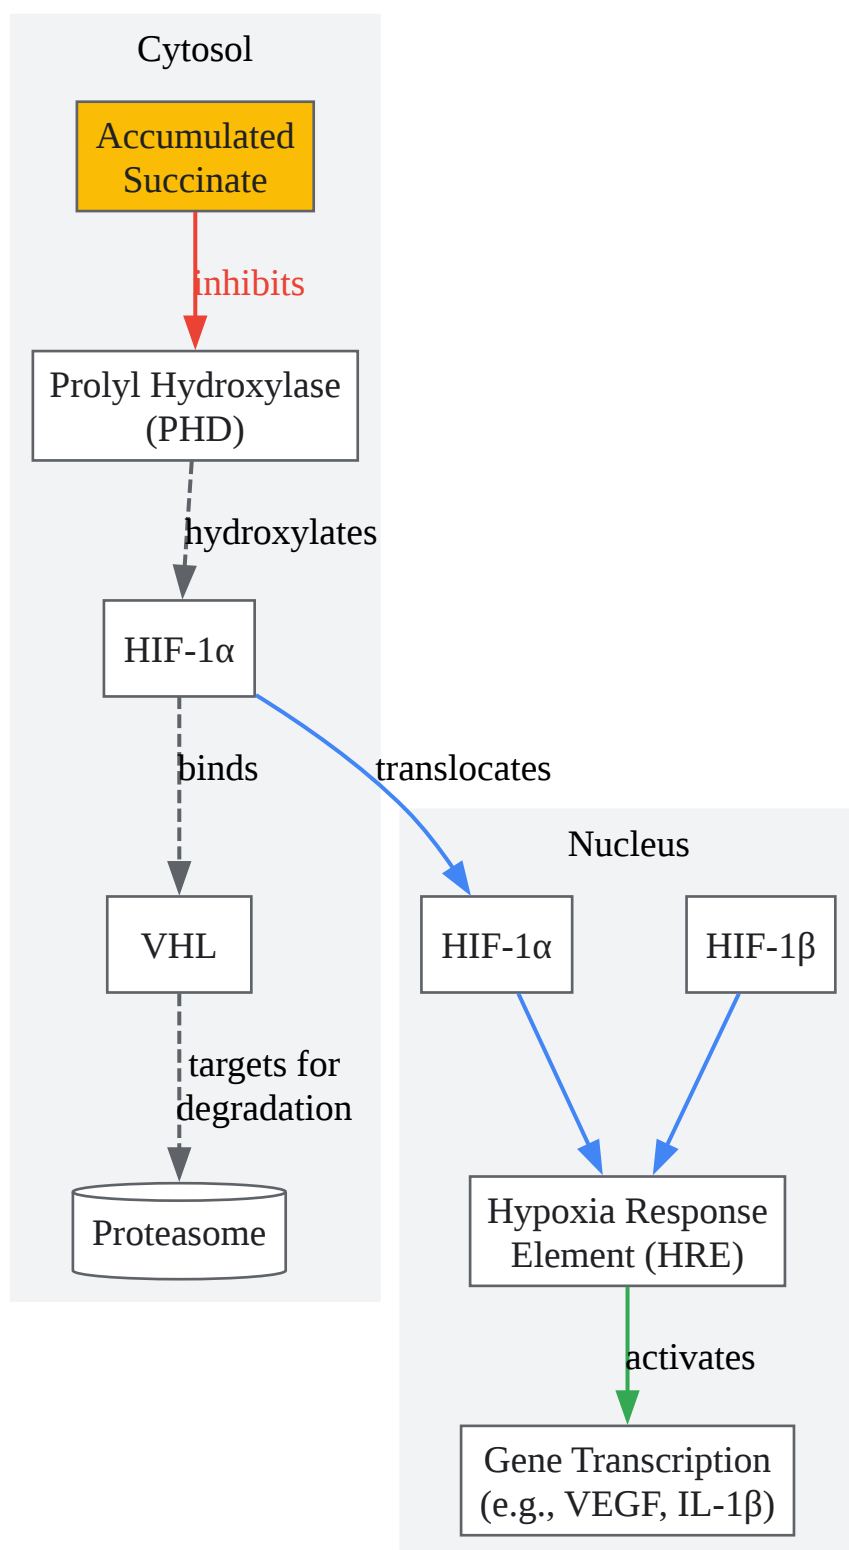 Cytosol
Accumulated
Succinate
inhibits
Prolyl Hydroxylase
(PHD)
hydroxylates
HIF-1α
binds
translocates
Nucleus
VHL
HIF-1α
HIF-1β
targets for
degradation
Proteasome
Hypoxia Response
Element (HRE)
activates
Gene Transcription
(e.g., VEGF, IL-1β)